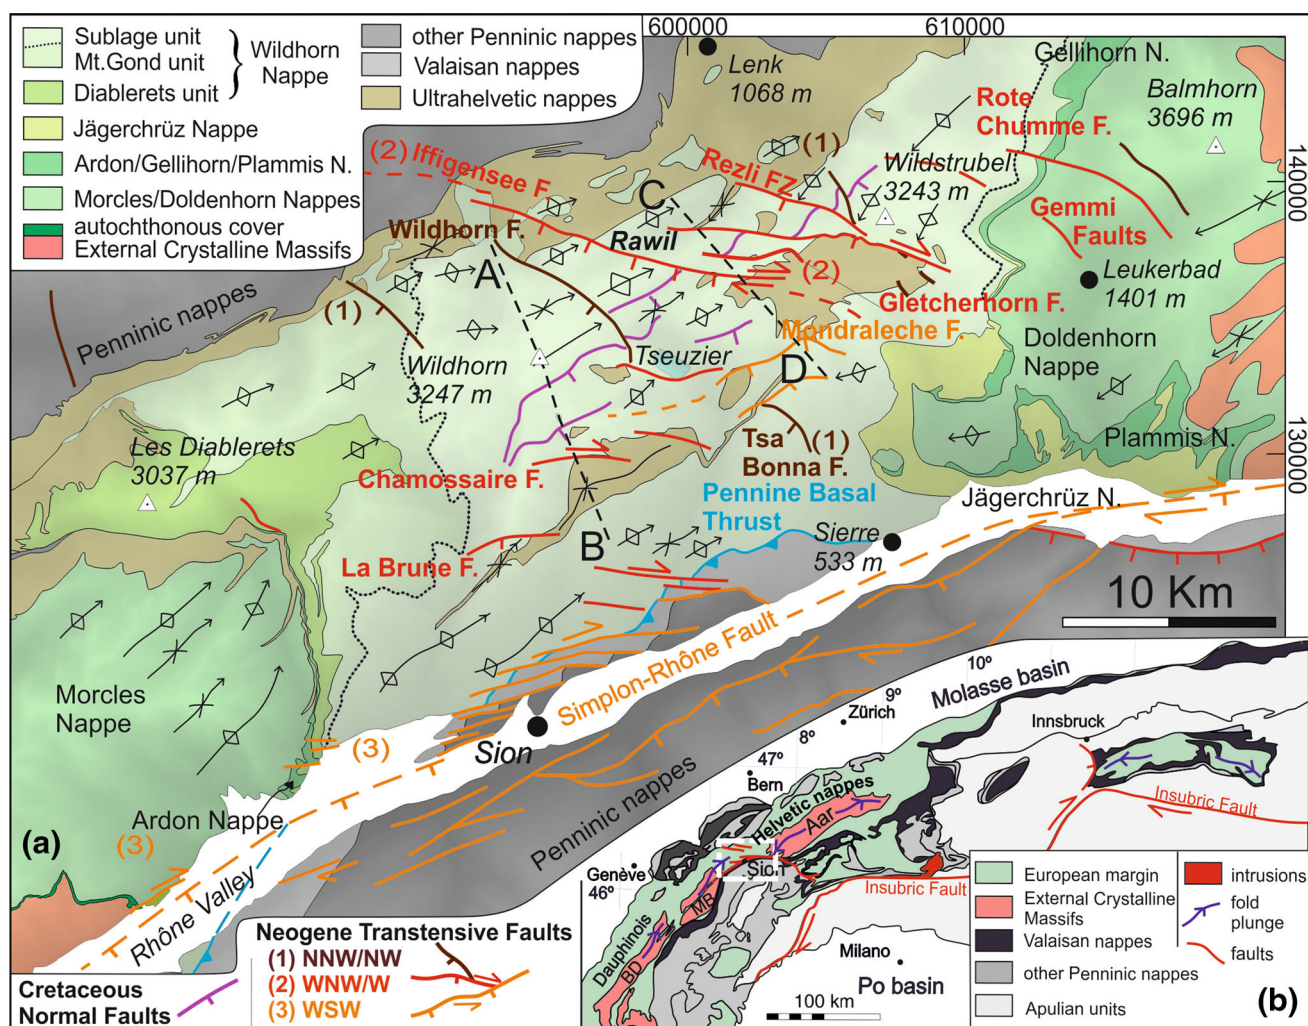 Sublage unit
Mt.Gond unit
Wildhorn
Nappe
Diablerets unit
Jägerchrüz Nappe
Ardon/Gellihorn/Plammis N.
Morcles/Doldenhorn Nappes
autochthonous cover
External Crystalline Massifs
other Penninic nappes
Valaisan nappes
Ultrahelvetic nappes
600000
610000
140000
130000
Lenk
1068 m
Gellihorn N.
Balmhorn
3696 m
Rote
Chumme F.
(1)
(2) Iffigensee F.
Rezli FZ
Wildstrubel
3243 m
C
Gemmi
Faults
Wildhorn F.
Rawil
A
(2)
Leukerbad
1401 m
Penninic nappes
(1)
Gletcherhorn F.
Mondraleche F.
Doldenhorn
Nappe
Wildhorn
3247 m
Tseuzier
D
Les Diablerets
3037 m
Tsa
Bonna F.
(1)
Plammis N.
Chamossaire F.
Pennine Basal
Thrust
Jägerchrüz N.
B
Sierre
533 m
La Brune F.
10 Km
Simplon-Rhône Fault
Morcles
Nappe
Sion
(3)
Penninic nappes
Ardon Nappe
(a)
(3)
Rhône Valley
Neogene Transtensive Faults
(1) NNW/NW
(2) WNW/W
(3) WSW
Cretaceous
Normal Faults
10º
Molasse basin
9º
Zürich
8º
Innsbruck
47º
Bern
Helvetic nappes
Aar
Insubric Fault
Genève
Sion
46º
Insubric Fault
MB
Dauphinois
BD
Milano
Po basin
100 km
European margin
External Crystalline
Massifs
Valaisan nappes
other Penninic nappes
Apulian units
intrusions
fold
plunge
faults
(b)